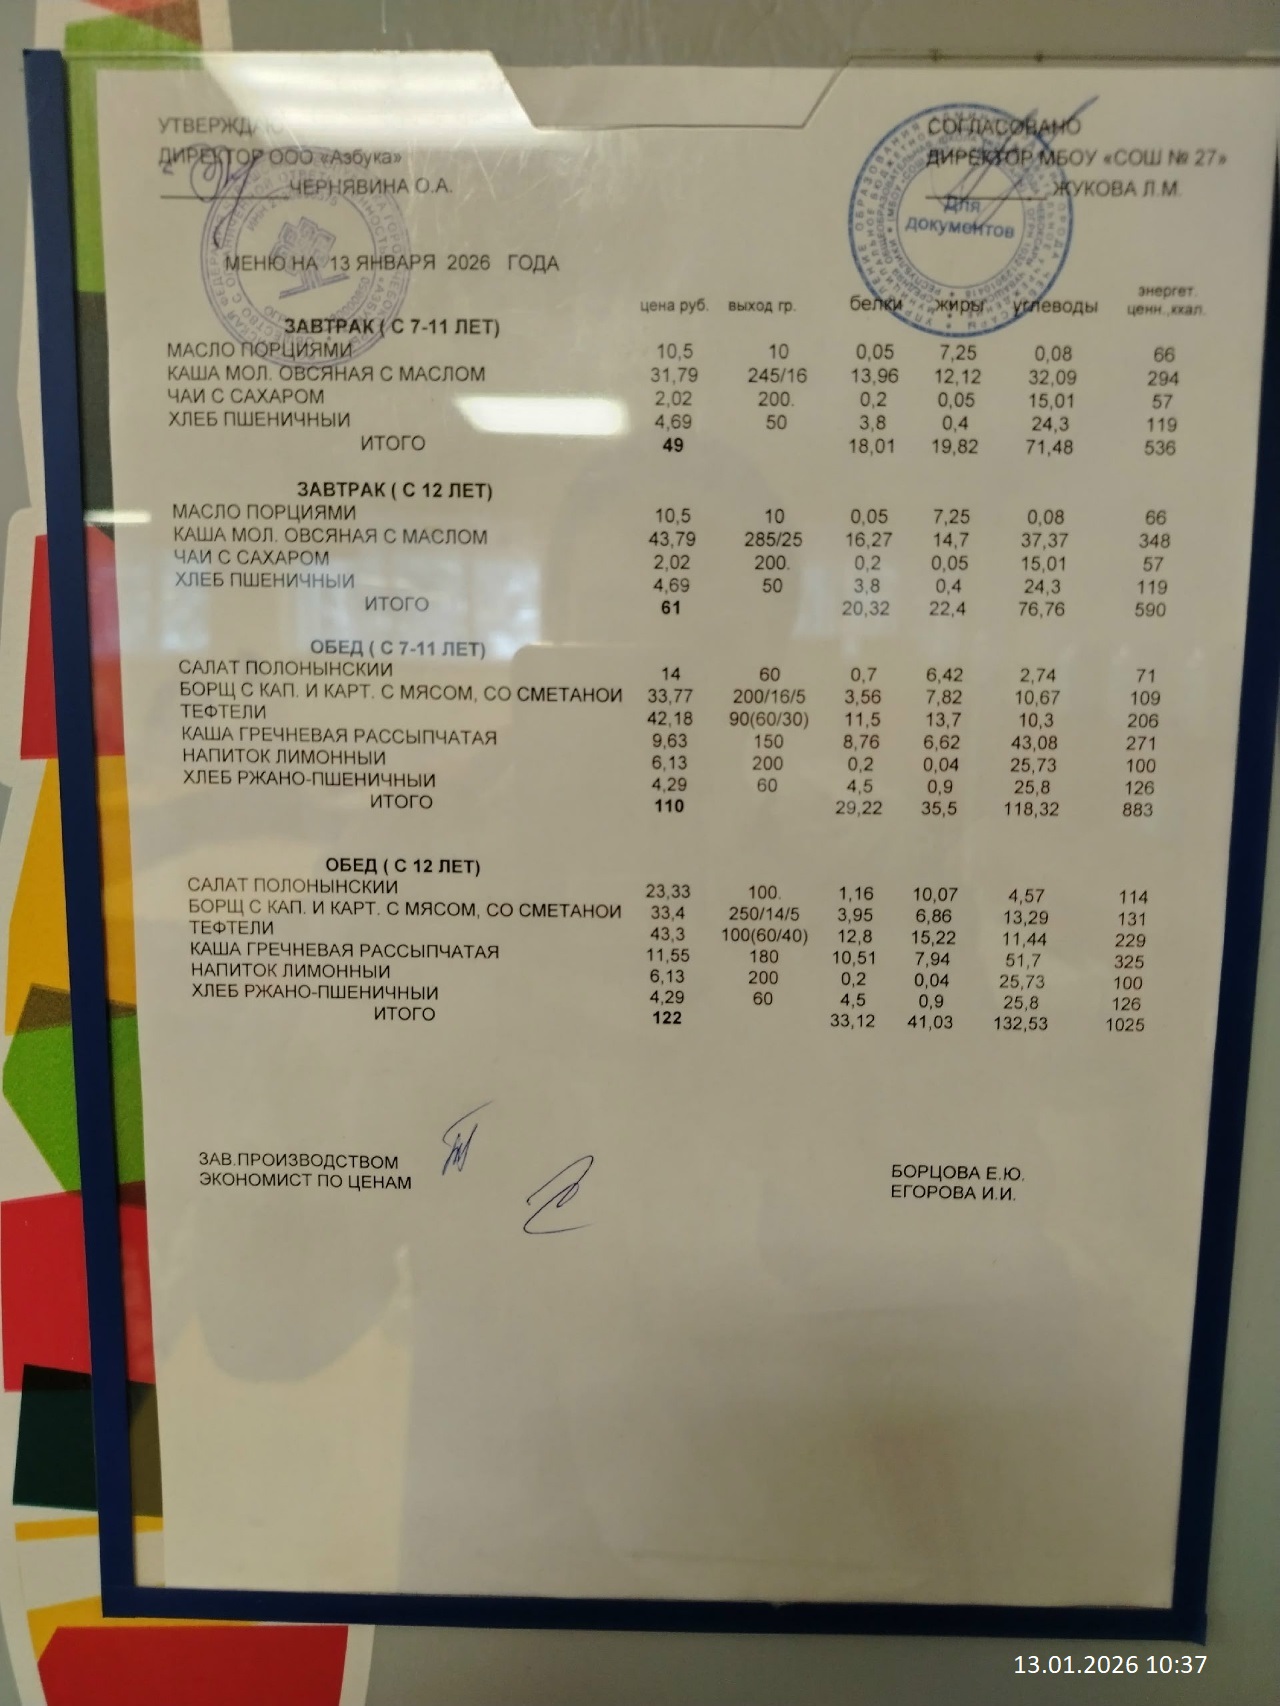 УТВЕРЖДАЮ СОГЛАСОВАНО
ДИРЕКТОР ООО «Азбука» ДИРЕКТОР МБОУ «СОШ № 27»
ЧЕРНЯВИНА О.А. ЖУКОВА Л.М.
Для
документов
МЕНЮ НА 13 ЯНВАРЯ 2026 ГОДА
цена руб. выход гр. белки жиры углеводы энергет. ценн.,ккал.
ЗАВТРАК ( С 7-11 ЛЕТ)
МАСЛО ПОРЦИЯМИ 10,5 10 0,05 7,25 0,08 66
КАША МОЛ. ОВСЯНАЯ С МАСЛОМ 31,79 245/16 13,96 12,12 32,09 294
ЧАЙ С САХАРОМ 2,02 200. 0,2 0,05 15,01 57
ХЛЕБ ПШЕНИЧНЫЙ 4,69 50 3,8 0,4 24,3 119
ИТОГО 49 18,01 19,82 71,48 536
ЗАВТРАК ( С 12 ЛЕТ)
МАСЛО ПОРЦИЯМИ 10,5 10 0,05 7,25 0,08 66
КАША МОЛ. ОВСЯНАЯ С МАСЛОМ 43,79 285/25 16,27 14,7 37,37 348
ЧАЙ С САХАРОМ 2,02 200. 0,2 0,05 15,01 57
ХЛЕБ ПШЕНИЧНЫЙ 4,69 50 3,8 0,4 24,3 119
ИТОГО 61 20,32 22,4 76,76 590
ОБЕД ( С 7-11 ЛЕТ)
САЛАТ ПОЛОНЫНСКИЙ 14 60 0,7 6,42 2,74 71
БОРЩ С КАП. И КАРТ. С МЯСОМ, СО СМЕТАНОЙ 33,77 200/16/5 3,56 7,82 10,67 109
ТЕФТЕЛИ 42,18 90(60/30) 11,5 13,7 10,3 206
КАША ГРЕЧНЕВАЯ РАССЫПЧАТАЯ 9,63 150 8,76 6,62 43,08 271
НАПИТОК ЛИМОННЫЙ 6,13 200 0,2 0,04 25,73 100
ХЛЕБ РЖАНО-ПШЕНИЧНЫЙ 4,29 60 4,5 0,9 25,8 126
ИТОГО 110 29,22 35,5 118,32 883
ОБЕД ( С 12 ЛЕТ)
САЛАТ ПОЛОНЫНСКИЙ 23,33 100. 1,16 10,07 4,57 114
БОРЩ С КАП. И КАРТ. С МЯСОМ, СО СМЕТАНОЙ 33,4 250/14/5 3,95 6,86 13,29 131
ТЕФТЕЛИ 43,3 100(60/40) 12,8 15,22 11,44 229
КАША ГРЕЧНЕВАЯ РАССЫПЧАТАЯ 11,55 180 10,51 7,94 51,7 325
НАПИТОК ЛИМОННЫЙ 6,13 200 0,2 0,04 25,73 100
ХЛЕБ РЖАНО-ПШЕНИЧНЫЙ 4,29 60 4,5 0,9 25,8 126
ИТОГО 122 33,12 41,03 132,53 1025
ЗАВ.ПРОИЗВОДСТВОМ БОРЦОВА Е.Ю.
ЭКОНОМИСТ ПО ЦЕНАМ ЕГОРОВА И.И.
13.01.2026 10:37